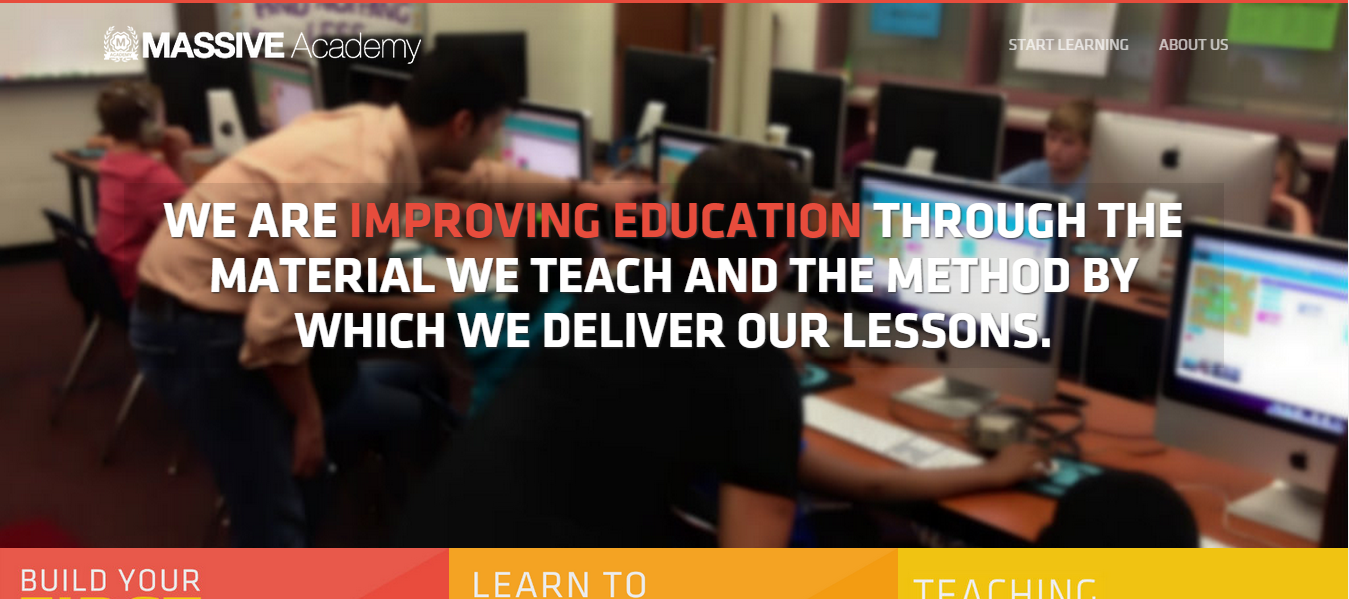 MASSIVE Academy
START LEARNING
ABOUT US
WE ARE IMPROVING EDUCATION THROUGH THE
MATERIAL WE TEACH AND THE METHOD BY
WHICH WE DELIVER OUR LESSONS.
BUILD YOUR
FIRST
LEARN TO
TEACHING